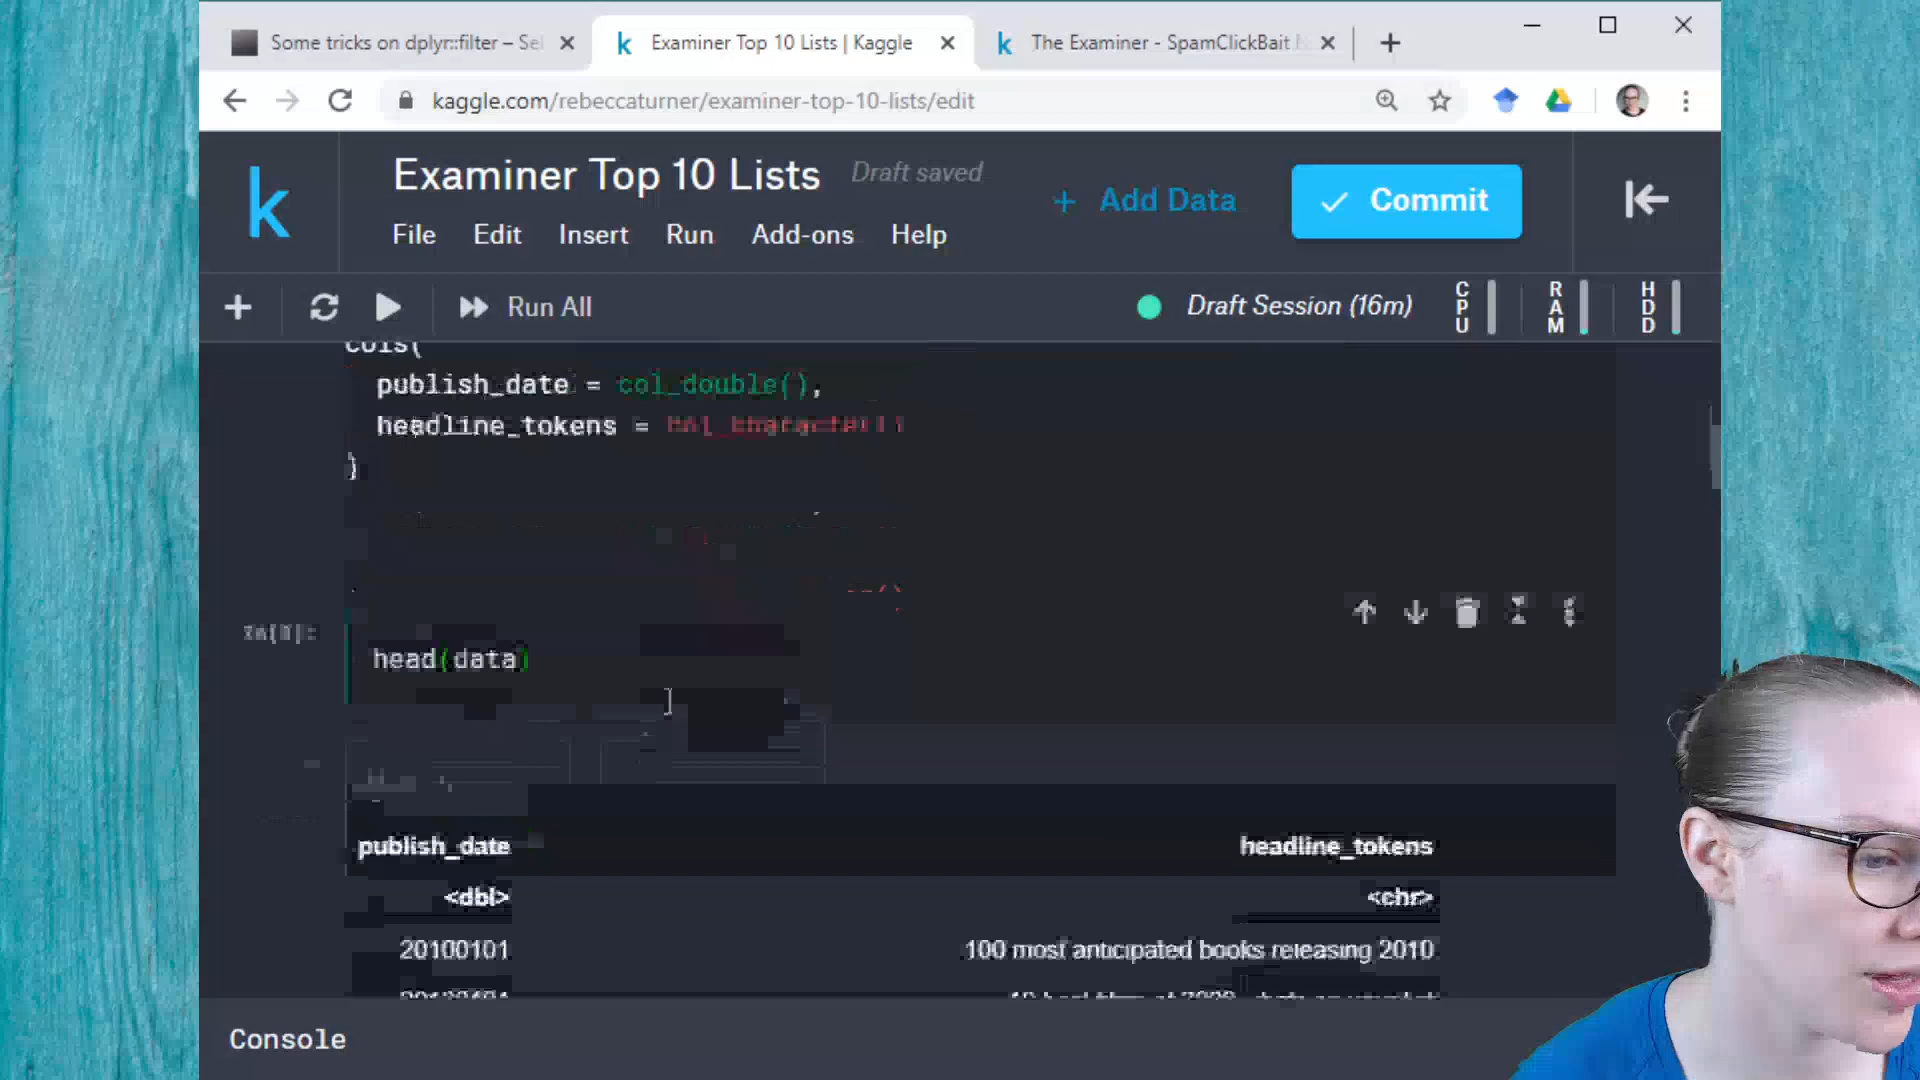 Some tricks on dplyr::filter – Sel
Examiner Top 10 Lists | Kaggle
The Examiner - SpamClickBait N
kaggle.com/rebeccaturner/examiner-top-10-lists/edit
Examiner Top 10 Lists
Draft saved
+ Add Data
Commit
File Edit Insert Run Add-ons Help
Run All
Draft Session (16m)
CPU
RAM
HDD
cols(
publish_date = col_double(),
headline_tokens = col_character()
)
head(data)
publish_date headline_tokens
<dbl> <chr>
20100101 100 most anticipated books releasing 2010
Console